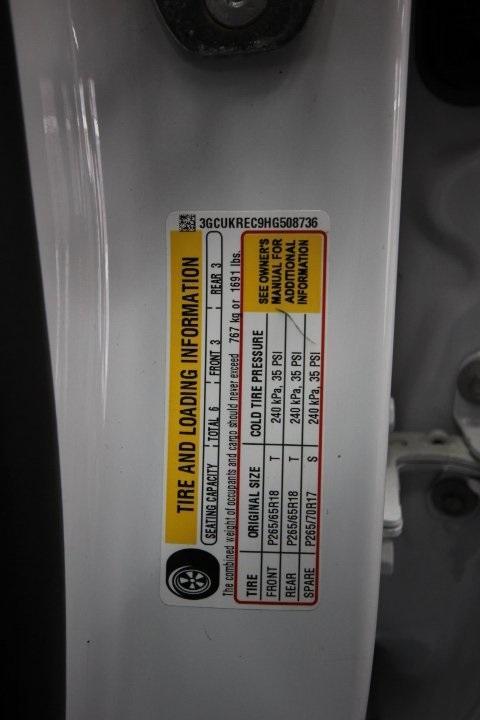 3GCUKREC9HG508736
TIRE AND LOADING INFORMATION
SEATING CAPACITY TOTAL 6 FRONT 3 REAR 3
The combined weight of occupants and cargo should never exceed 767 kg or 1691 lbs.
TIRE ORIGINAL SIZE COLD TIRE PRESSURE
FRONT P265/65R18 T 240 kPa, 35 PSI
REAR P265/65R18 T 240 kPa, 35 PSI
SPARE P265/70R17 S 240 kPa, 35 PSI
SEE OWNER'S
MANUAL FOR
ADDITIONAL
INFORMATION